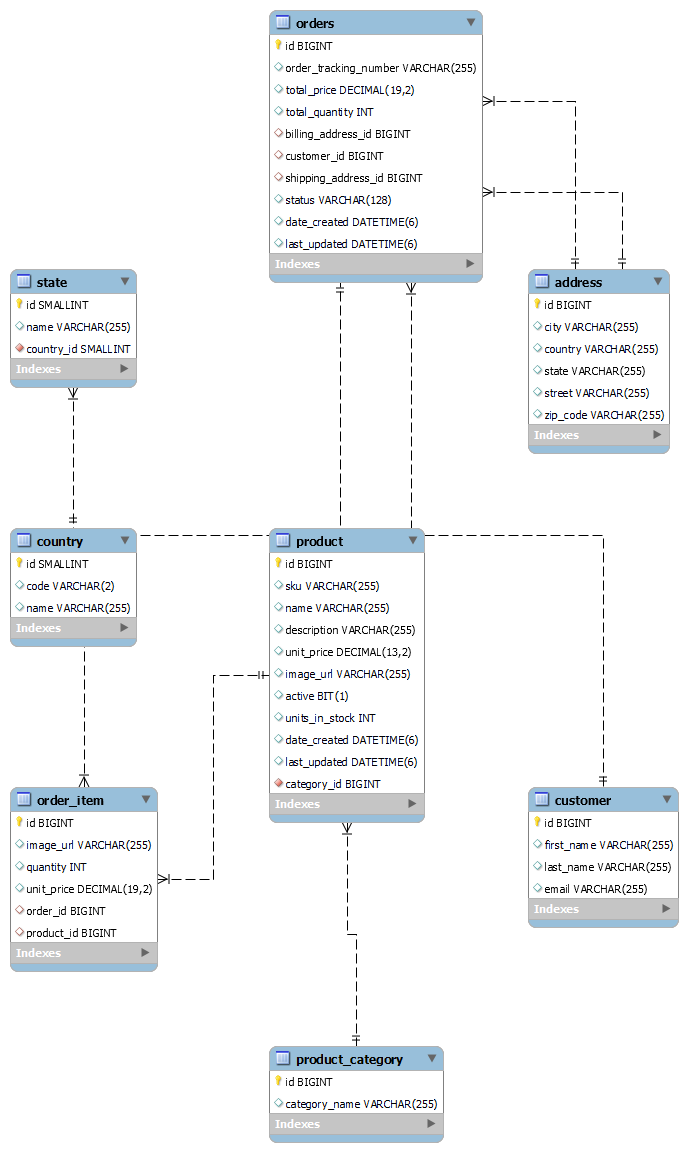 orders
id BIGINT
order_tracking_number VARCHAR(255)
total_price DECIMAL(19,2)
total_quantity INT
billing_address_id BIGINT
customer_id BIGINT
shipping_address_id BIGINT
status VARCHAR(128)
date_created DATETIME(6)
last_updated DATETIME(6)
Indexes
state
id SMALLINT
name VARCHAR(255)
country_id SMALLINT
Indexes
address
id BIGINT
city VARCHAR(255)
country VARCHAR(255)
state VARCHAR(255)
street VARCHAR(255)
zip_code VARCHAR(255)
Indexes
country
id SMALLINT
code VARCHAR(2)
name VARCHAR(255)
Indexes
product
id BIGINT
sku VARCHAR(255)
name VARCHAR(255)
description VARCHAR(255)
unit_price DECIMAL(13,2)
image_url VARCHAR(255)
active BIT(1)
units_in_stock INT
date_created DATETIME(6)
last_updated DATETIME(6)
category_id BIGINT
Indexes
order_item
id BIGINT
image_url VARCHAR(255)
quantity INT
unit_price DECIMAL(19,2)
order_id BIGINT
product_id BIGINT
Indexes
customer
id BIGINT
first_name VARCHAR(255)
last_name VARCHAR(255)
email VARCHAR(255)
Indexes
product_category
id BIGINT
category_name VARCHAR(255)
Indexes